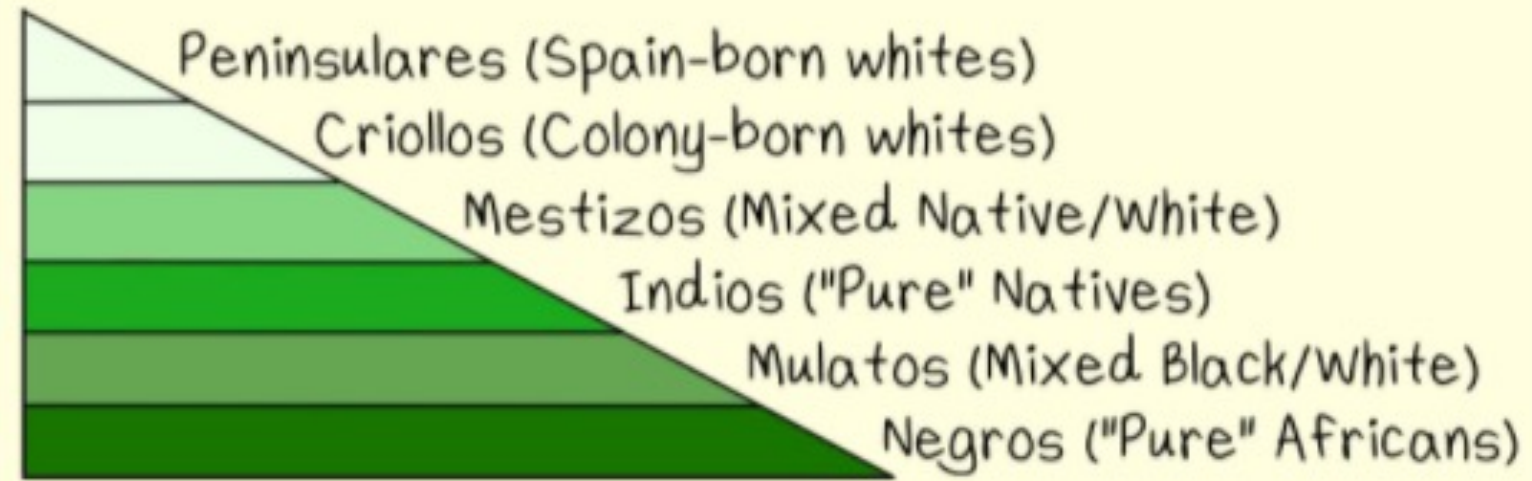 Peninsulares (Spain-born whites)
Criollos (Colony-born whites)
Mestizos (Mixed Native/White)
Indios ("Pure" Natives)
Mulatos (Mixed Black/White)
Negros ("Pure" Africans)